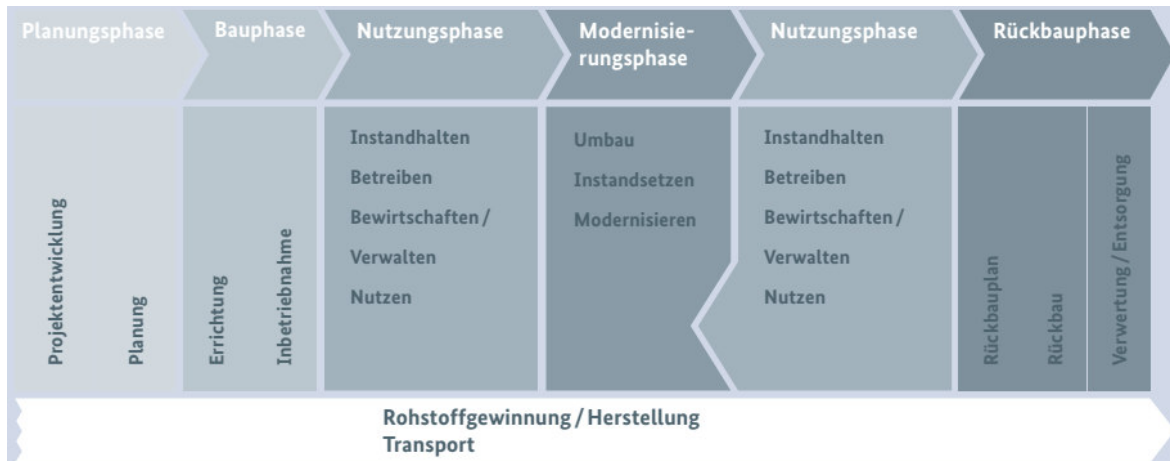 Planungsphase
Bauphase
Nutzungsphase
Modernisie-
rungsphase
Nutzungsphase
Rückbauphase
Projektentwicklung
Planung
Errichtung
Inbetriebnahme
Instandhalten
Betreiben
Bewirtschaften /
Verwalten
Nutzen
Umbau
Instandsetzen
Modernisieren
Instandhalten
Betreiben
Bewirtschaften /
Verwalten
Nutzen
Rückbauplan
Rückbau
Verwertung / Entsorgung
Rohstoffgewinnung / Herstellung
Transport